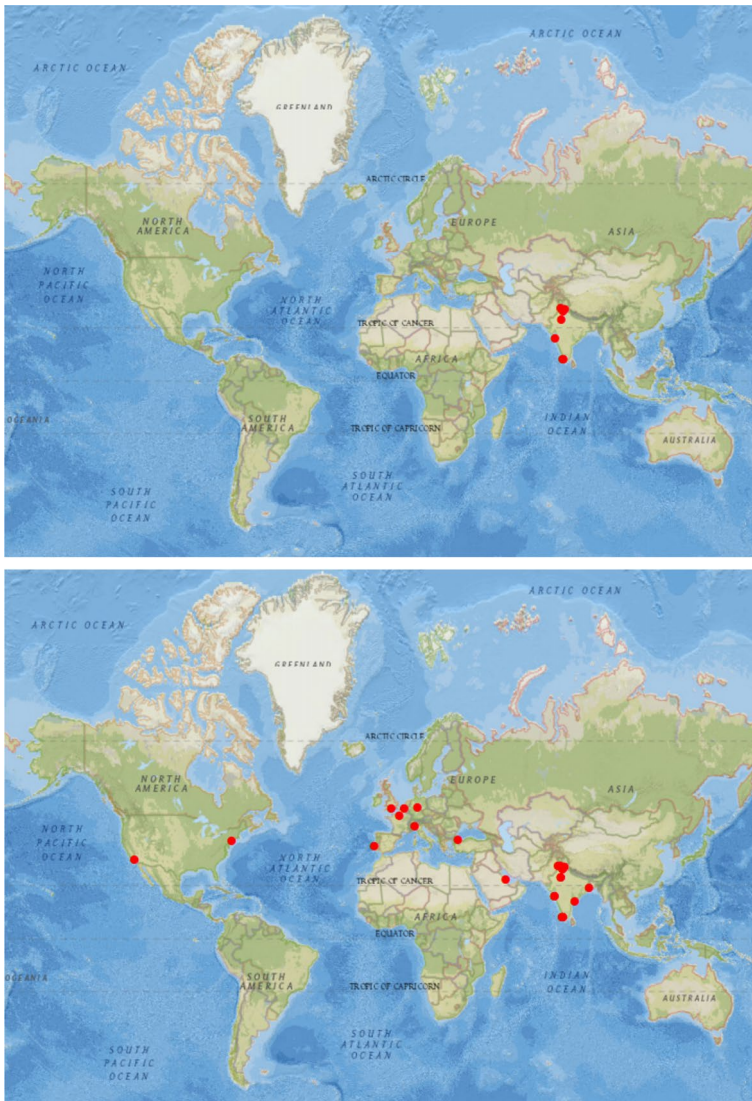 ARCTIC OCEAN
ARCTIC OCEAN
GREENLAND
ARCTIC CIRCLE
NORTH
AMERICA
EUROPE
ASIA
NORTH
PACIFIC
OCEAN
NORTH
ATLANTIC
OCEAN
TROPIC OF CANCER
AFRICA
EQUATOR
OCEANIA
SOUTH
AMERICA
INDIAN
OCEAN
TROPIC OF CAPRICORN
AUSTRALIA
SOUTH
ATLANTIC
OCEAN
SOUTH
PACIFIC
OCEAN
ARCTIC OCEAN
ARCTIC OCEAN
GREENLAND
ARCTIC CIRCLE
NORTH
AMERICA
EUROPE
ASIA
NORTH
PACIFIC
OCEAN
NORTH
ATLANTIC
OCEAN
TROPIC OF CANCER
AFRICA
EQUATOR
OCEANIA
SOUTH
AMERICA
INDIAN
OCEAN
TROPIC OF CAPRICORN
AUSTRALIA
SOUTH
ATLANTIC
OCEAN
SOUTH
PACIFIC
OCEAN